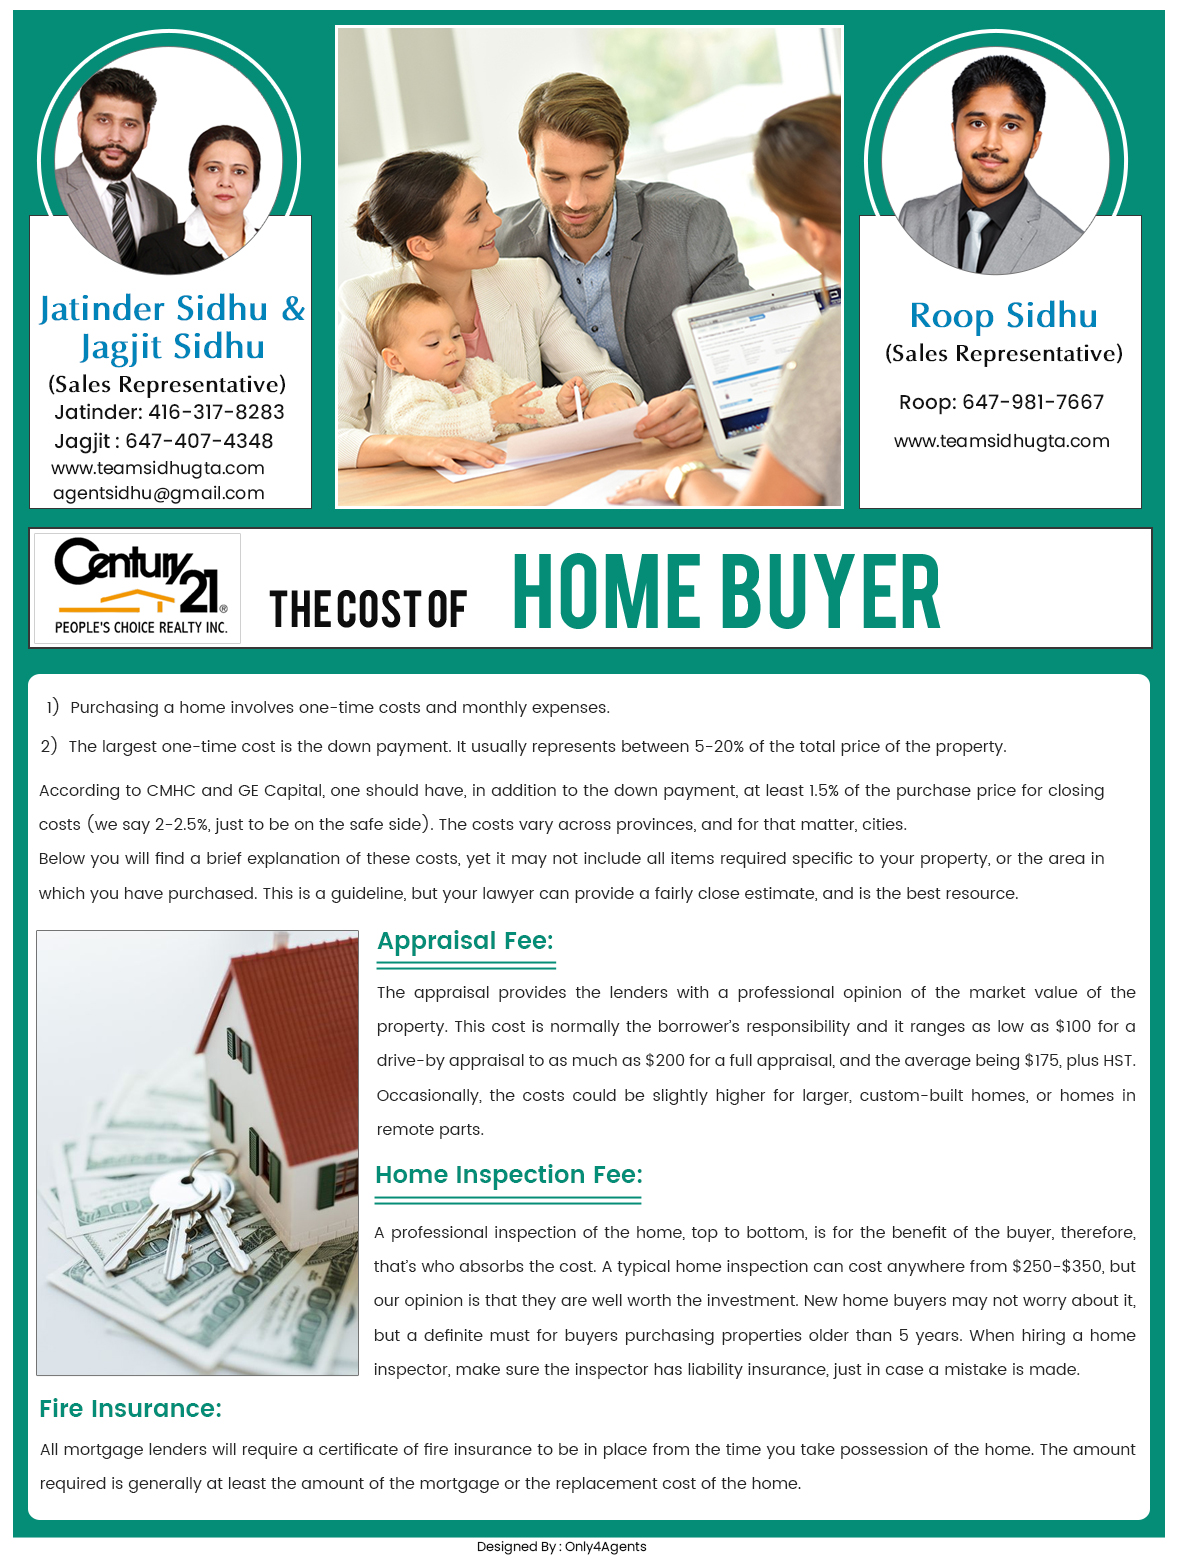 Jatinder Sidhu &
Jagjit Sidhu
(Sales Representative)
Jatinder: 416-317-8283
Jagjit : 647-407-4348
www.teamsidhugta.com
agentsidhu@gmail.com
Roop Sidhu
(Sales Representative)
Roop: 647-981-7667
www.teamsidhugta.com
Century 21®
PEOPLE'S CHOICE REALTY INC.
THE COST OF HOME BUYER
1) Purchasing a home involves one-time costs and monthly expenses.
2) The largest one-time cost is the down payment. It usually represents between 5-20% of the total price of the property.
According to CMHC and GE Capital, one should have, in addition to the down payment, at least 1.5% of the purchase price for closing
costs (we say 2-2.5%, just to be on the safe side). The costs vary across provinces, and for that matter, cities.
Below you will find a brief explanation of these costs, yet it may not include all items required specific to your property, or the area in
which you have purchased. This is a guideline, but your lawyer can provide a fairly close estimate, and is the best resource.
Appraisal Fee:
The appraisal provides the lenders with a professional opinion of the market value of the
property. This cost is normally the borrower's responsibility and it ranges as low as $100 for a
drive-by appraisal to as much as $200 for a full appraisal, and the average being $175, plus HST.
Occasionally, the costs could be slightly higher for larger, custom-built homes, or homes in
remote parts.
Home Inspection Fee:
A professional inspection of the home, top to bottom, is for the benefit of the buyer, therefore,
that's who absorbs the cost. A typical home inspection can cost anywhere from $250-$350, but
our opinion is that they are well worth the investment. New home buyers may not worry about it,
but a definite must for buyers purchasing properties older than 5 years. When hiring a home
inspector, make sure the inspector has liability insurance, just in case a mistake is made.
Fire Insurance:
All mortgage lenders will require a certificate of fire insurance to be in place from the time you take possession of the home. The amount
required is generally at least the amount of the mortgage or the replacement cost of the home.
Designed By : Only4Agents